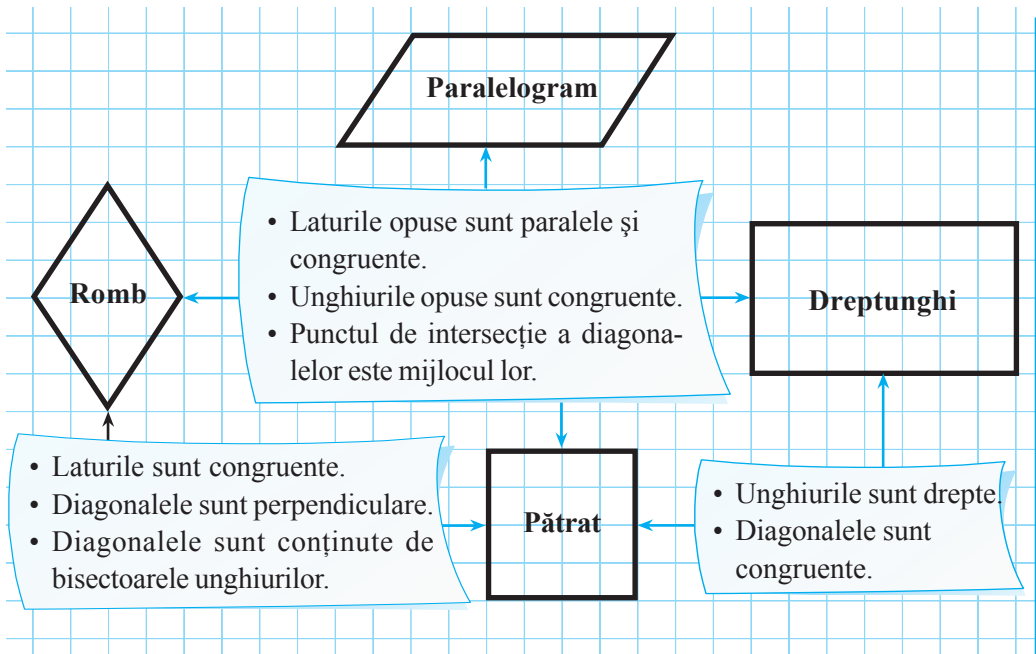 Paralelogram
• Laturile opuse sunt paralele şi
congruente.
• Unghiurile opuse sunt congruente.
• Punctul de intersecţie a diagona-
lelor este mijlocul lor.
Romb
Dreptunghi
• Laturile sunt congruente.
• Diagonalele sunt perpendiculare.
• Diagonalele sunt conţinute de
bisectoarele unghiurilor.
Pătrat
• Unghiurile sunt drepte.
• Diagonalele sunt
congruente.